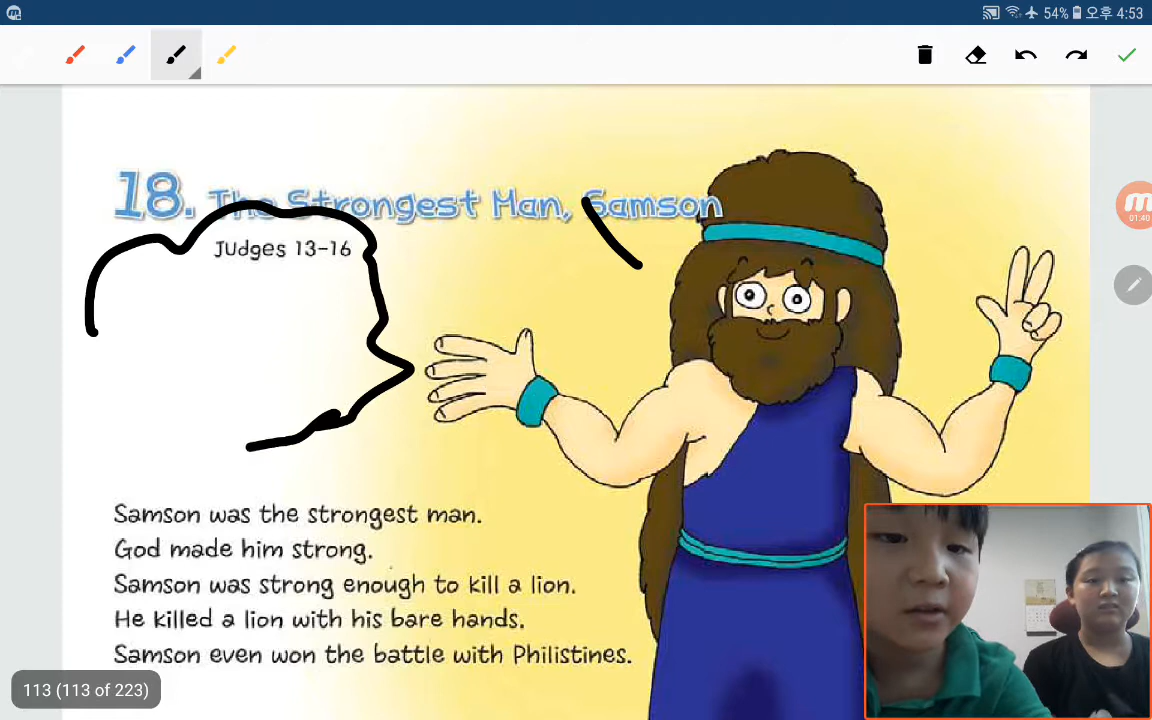 54% 오후 4:53
18. The Strongest Man, Samson
Judges 13-16
01:40
Samson was the strongest man.
God made him strong.
Samson was strong enough to kill a lion.
He killed a lion with his bare hands.
Samson even won the battle with Philistines.
113 (113 of 223)